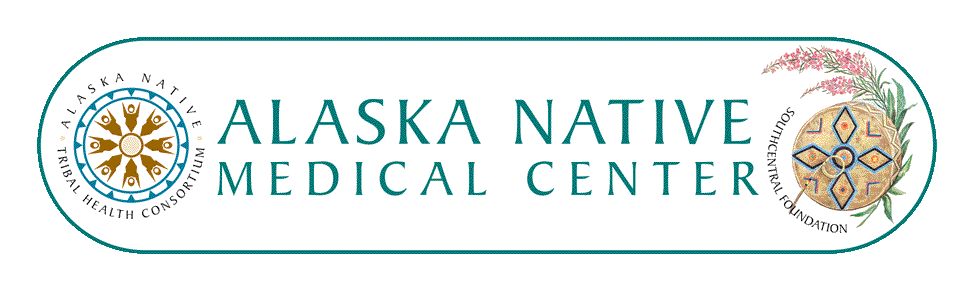 ALASKA NATIVE
TRIBAL HEALTH CONSORTIUM
ALASKA NATIVE
MEDICAL CENTER
SOUTHCENTRAL FOUNDATION